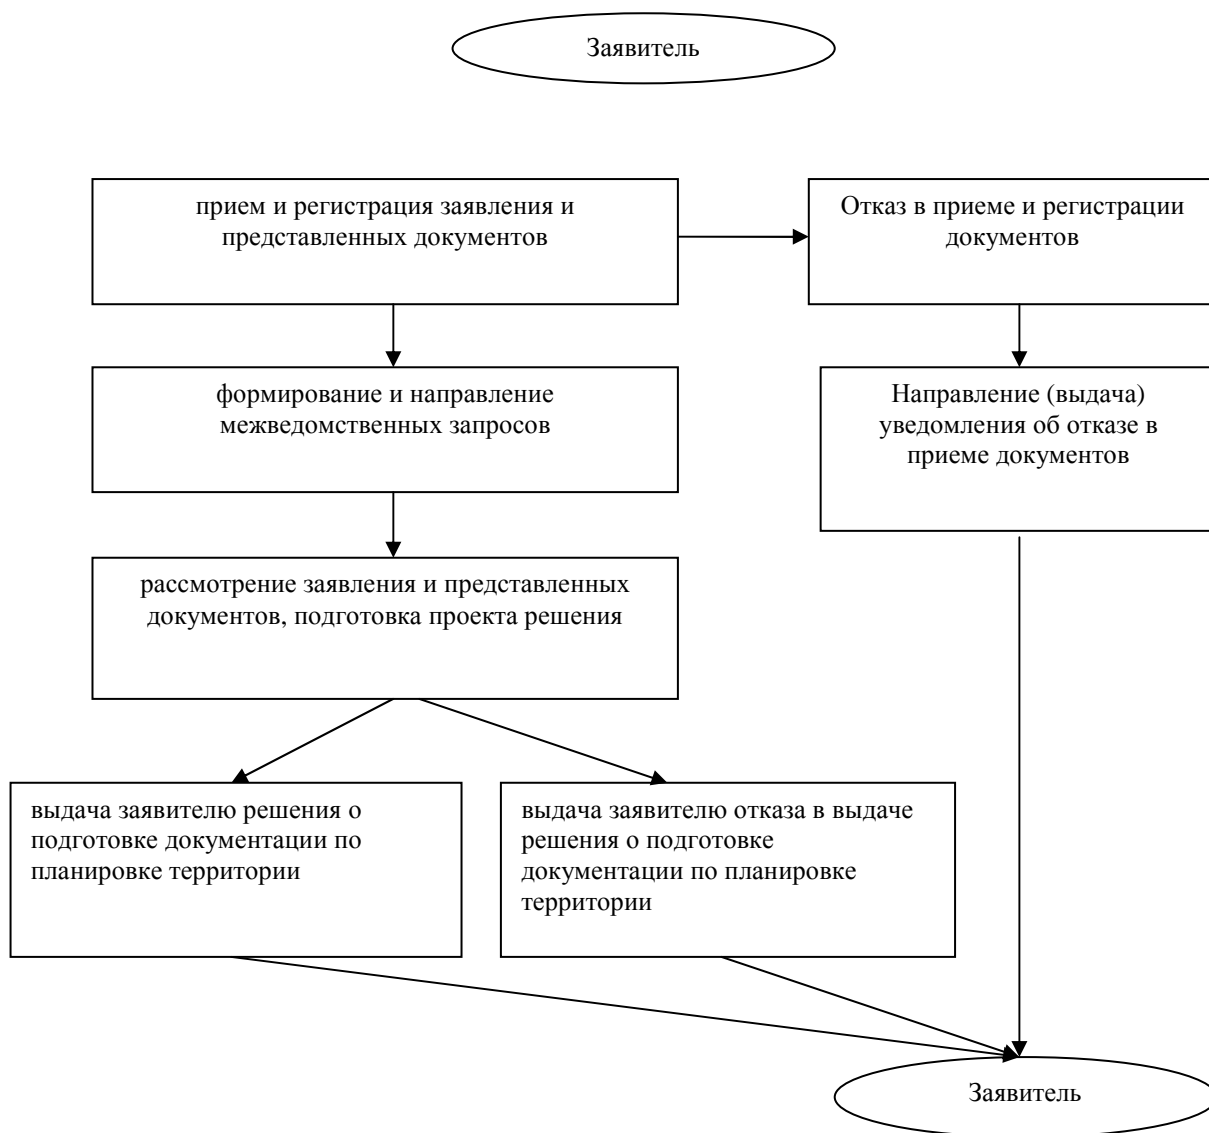 Заявитель
прием и регистрация заявления и
представленных документов
Отказ в приеме и регистрации
документов
формирование и направление
межведомственных запросов
Направление (выдача)
уведомления об отказе в
приеме документов
рассмотрение заявления и представленных
документов, подготовка проекта решения
выдача заявителю решения о
подготовке документации по
планировке территории
выдача заявителю отказа в выдаче
решения о подготовке
документации по планировке
территории
Заявитель